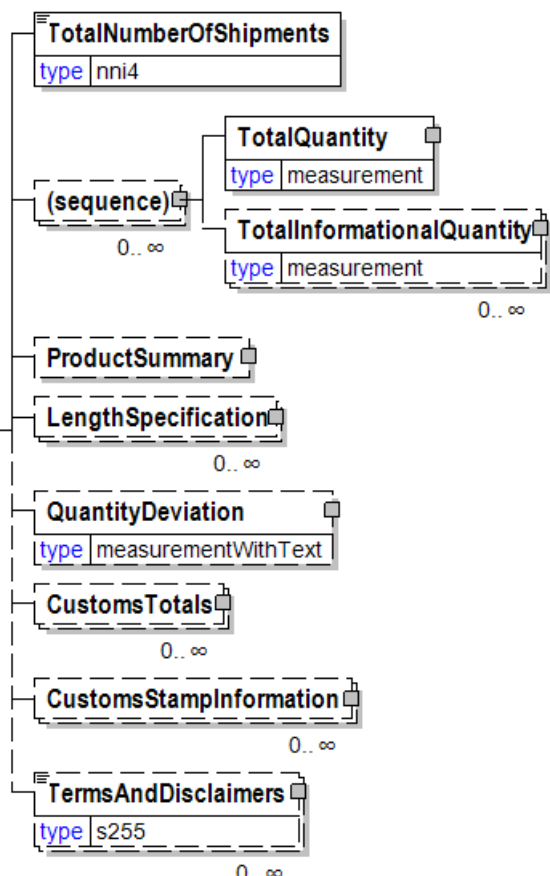 TotalNumberOfShipments
type nni4
TotalQuantity
type measurement
(sequence)
0.. ∞
TotalInformationalQuantity
type measurement
0.. ∞
ProductSummary
LengthSpecification
0.. ∞
QuantityDeviation
type measurementWithText
CustomsTotals
0.. ∞
CustomsStampInformation
0.. ∞
TermsAndDisclaimers
type s255
0.. ∞